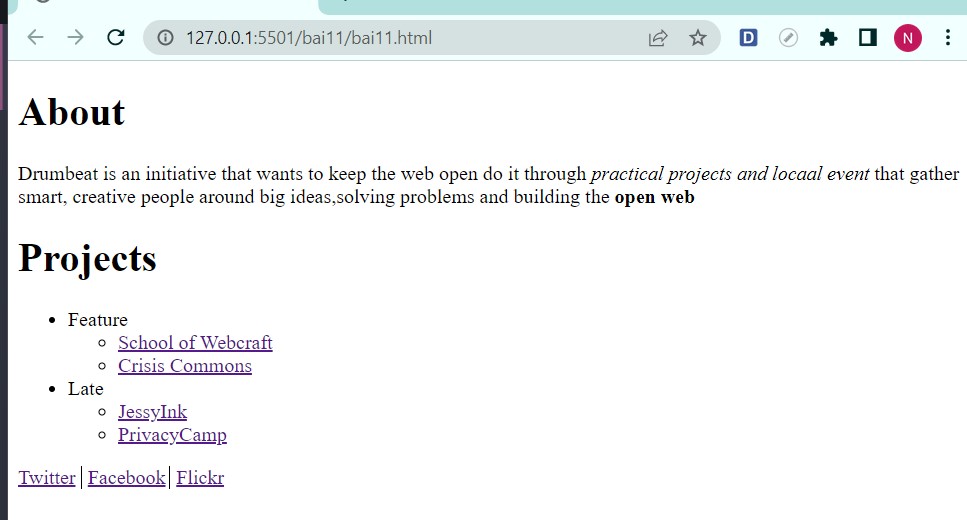 127.0.0.1:5501/bai11/bai11.html
D
N
About
Drumbeat is an initiative that wants to keep the web open do it through practical projects and locaal event that gather
smart, creative people around big ideas,solving problems and building the open web
Projects
Feature
School of Webcraft
Crisis Commons
Late
JessyInk
PrivacyCamp
Twitter | Facebook | Flickr